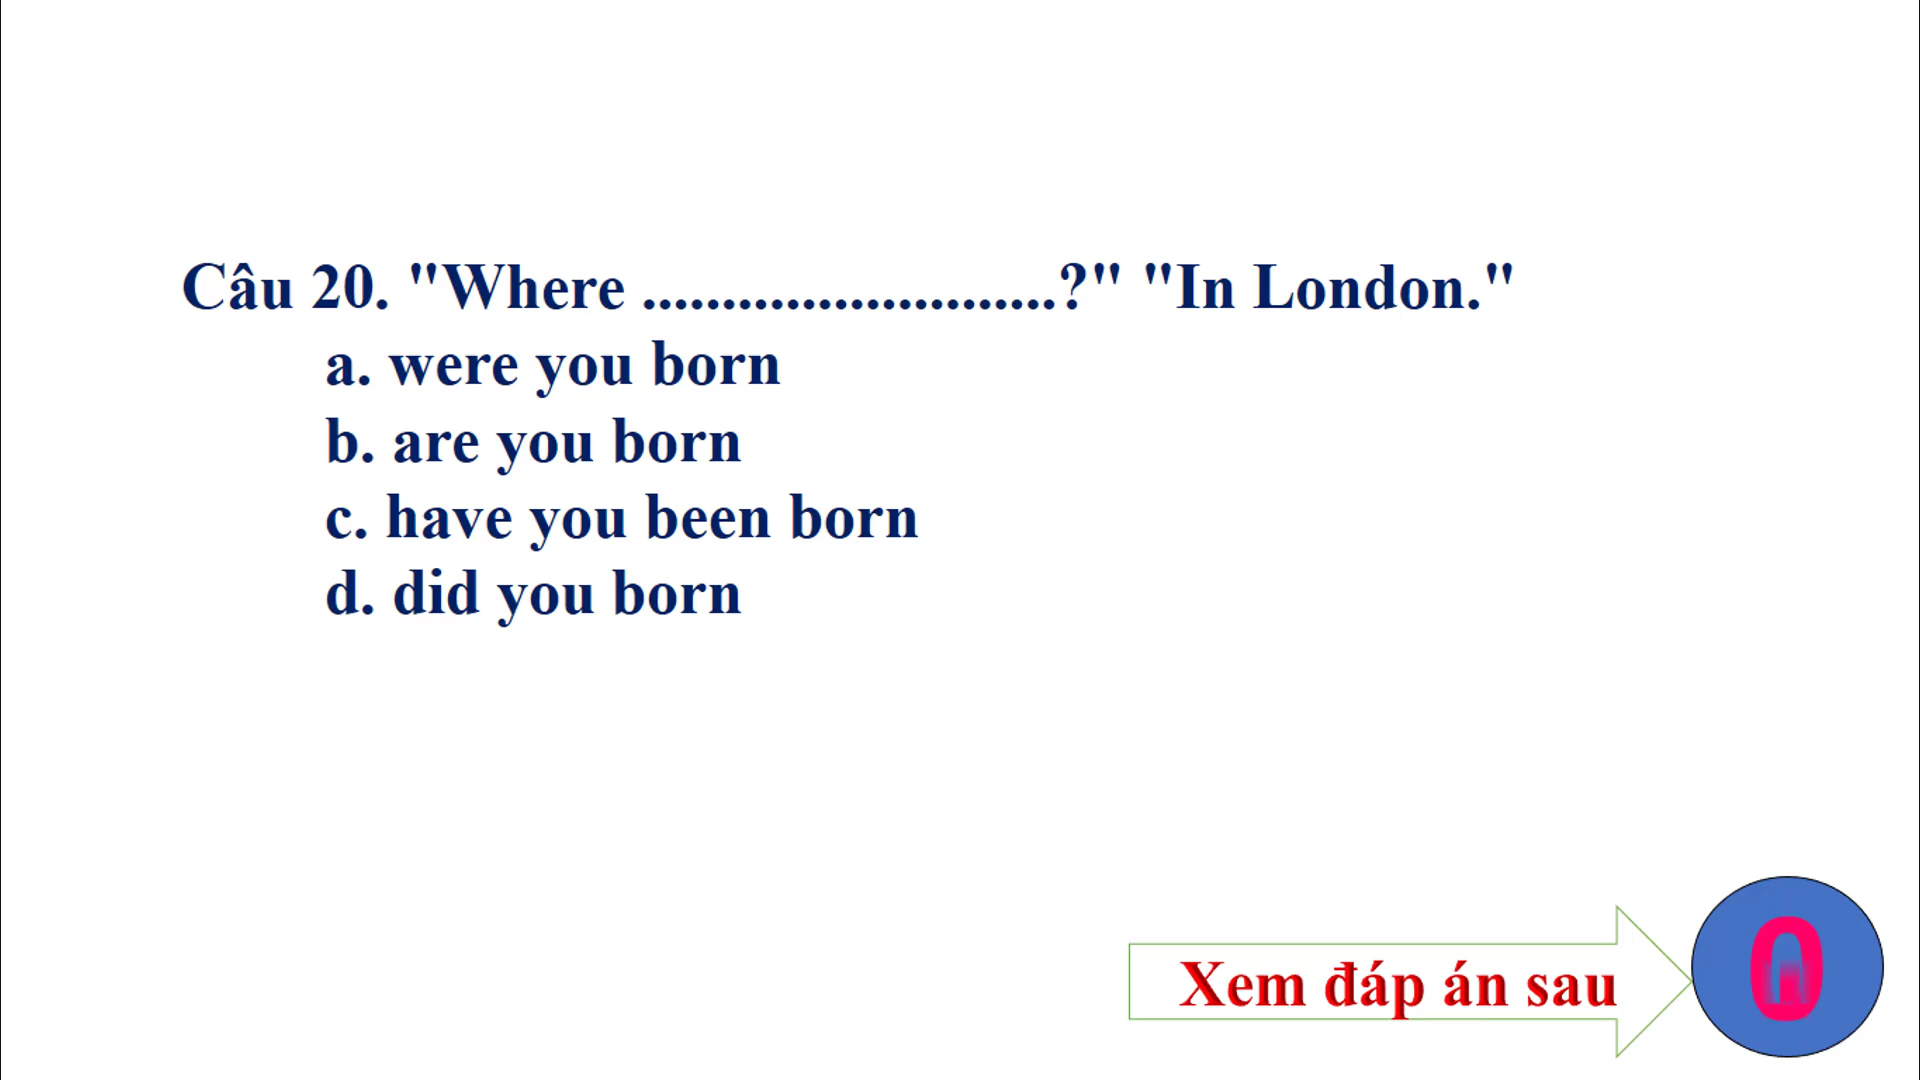 Câu 20. "Where ..........................?" "In London."
a. were you born
b. are you born
c. have you been born
d. did you born
Xem đáp án sau
0